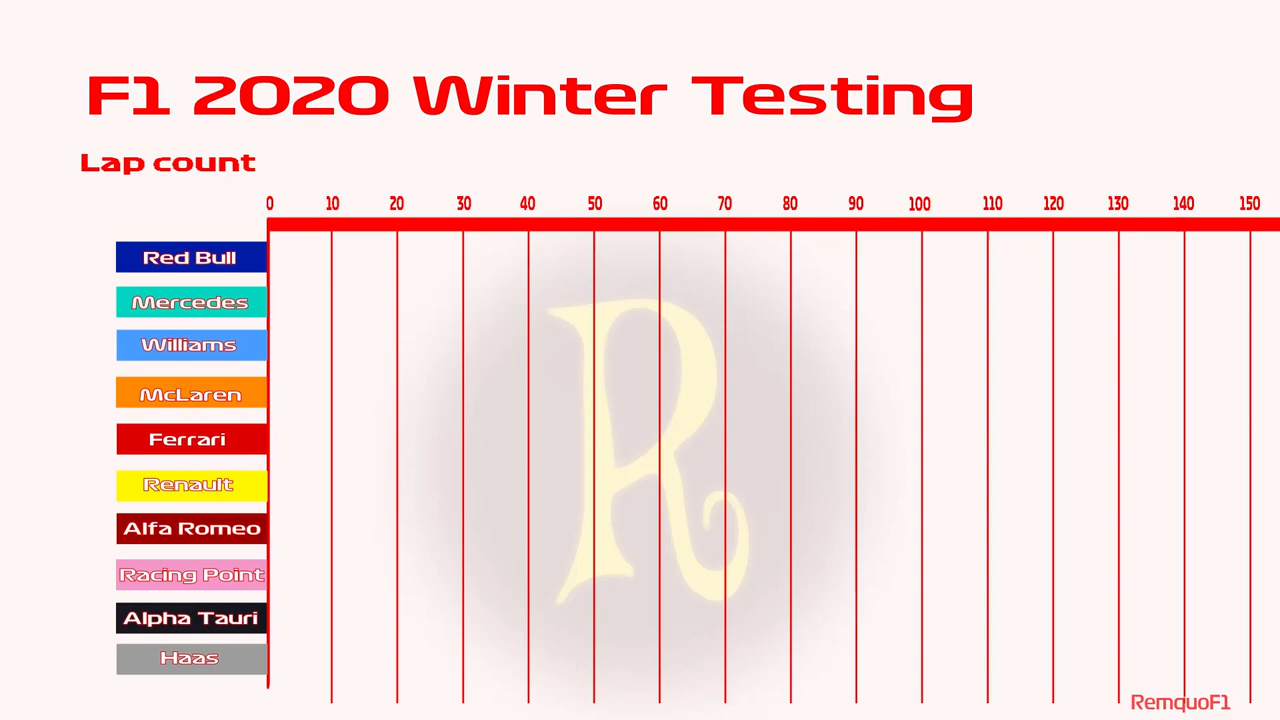 F1 2020 Winter Testing
Lap count
0 10 20 30 40 50 60 70 80 90 100 110 120 130 140 150
Red Bull
Mercedes
Williams
McLaren
Ferrari
Renault
Alfa Romeo
Racing Point
Alpha Tauri
Haas
R
RemquoF1